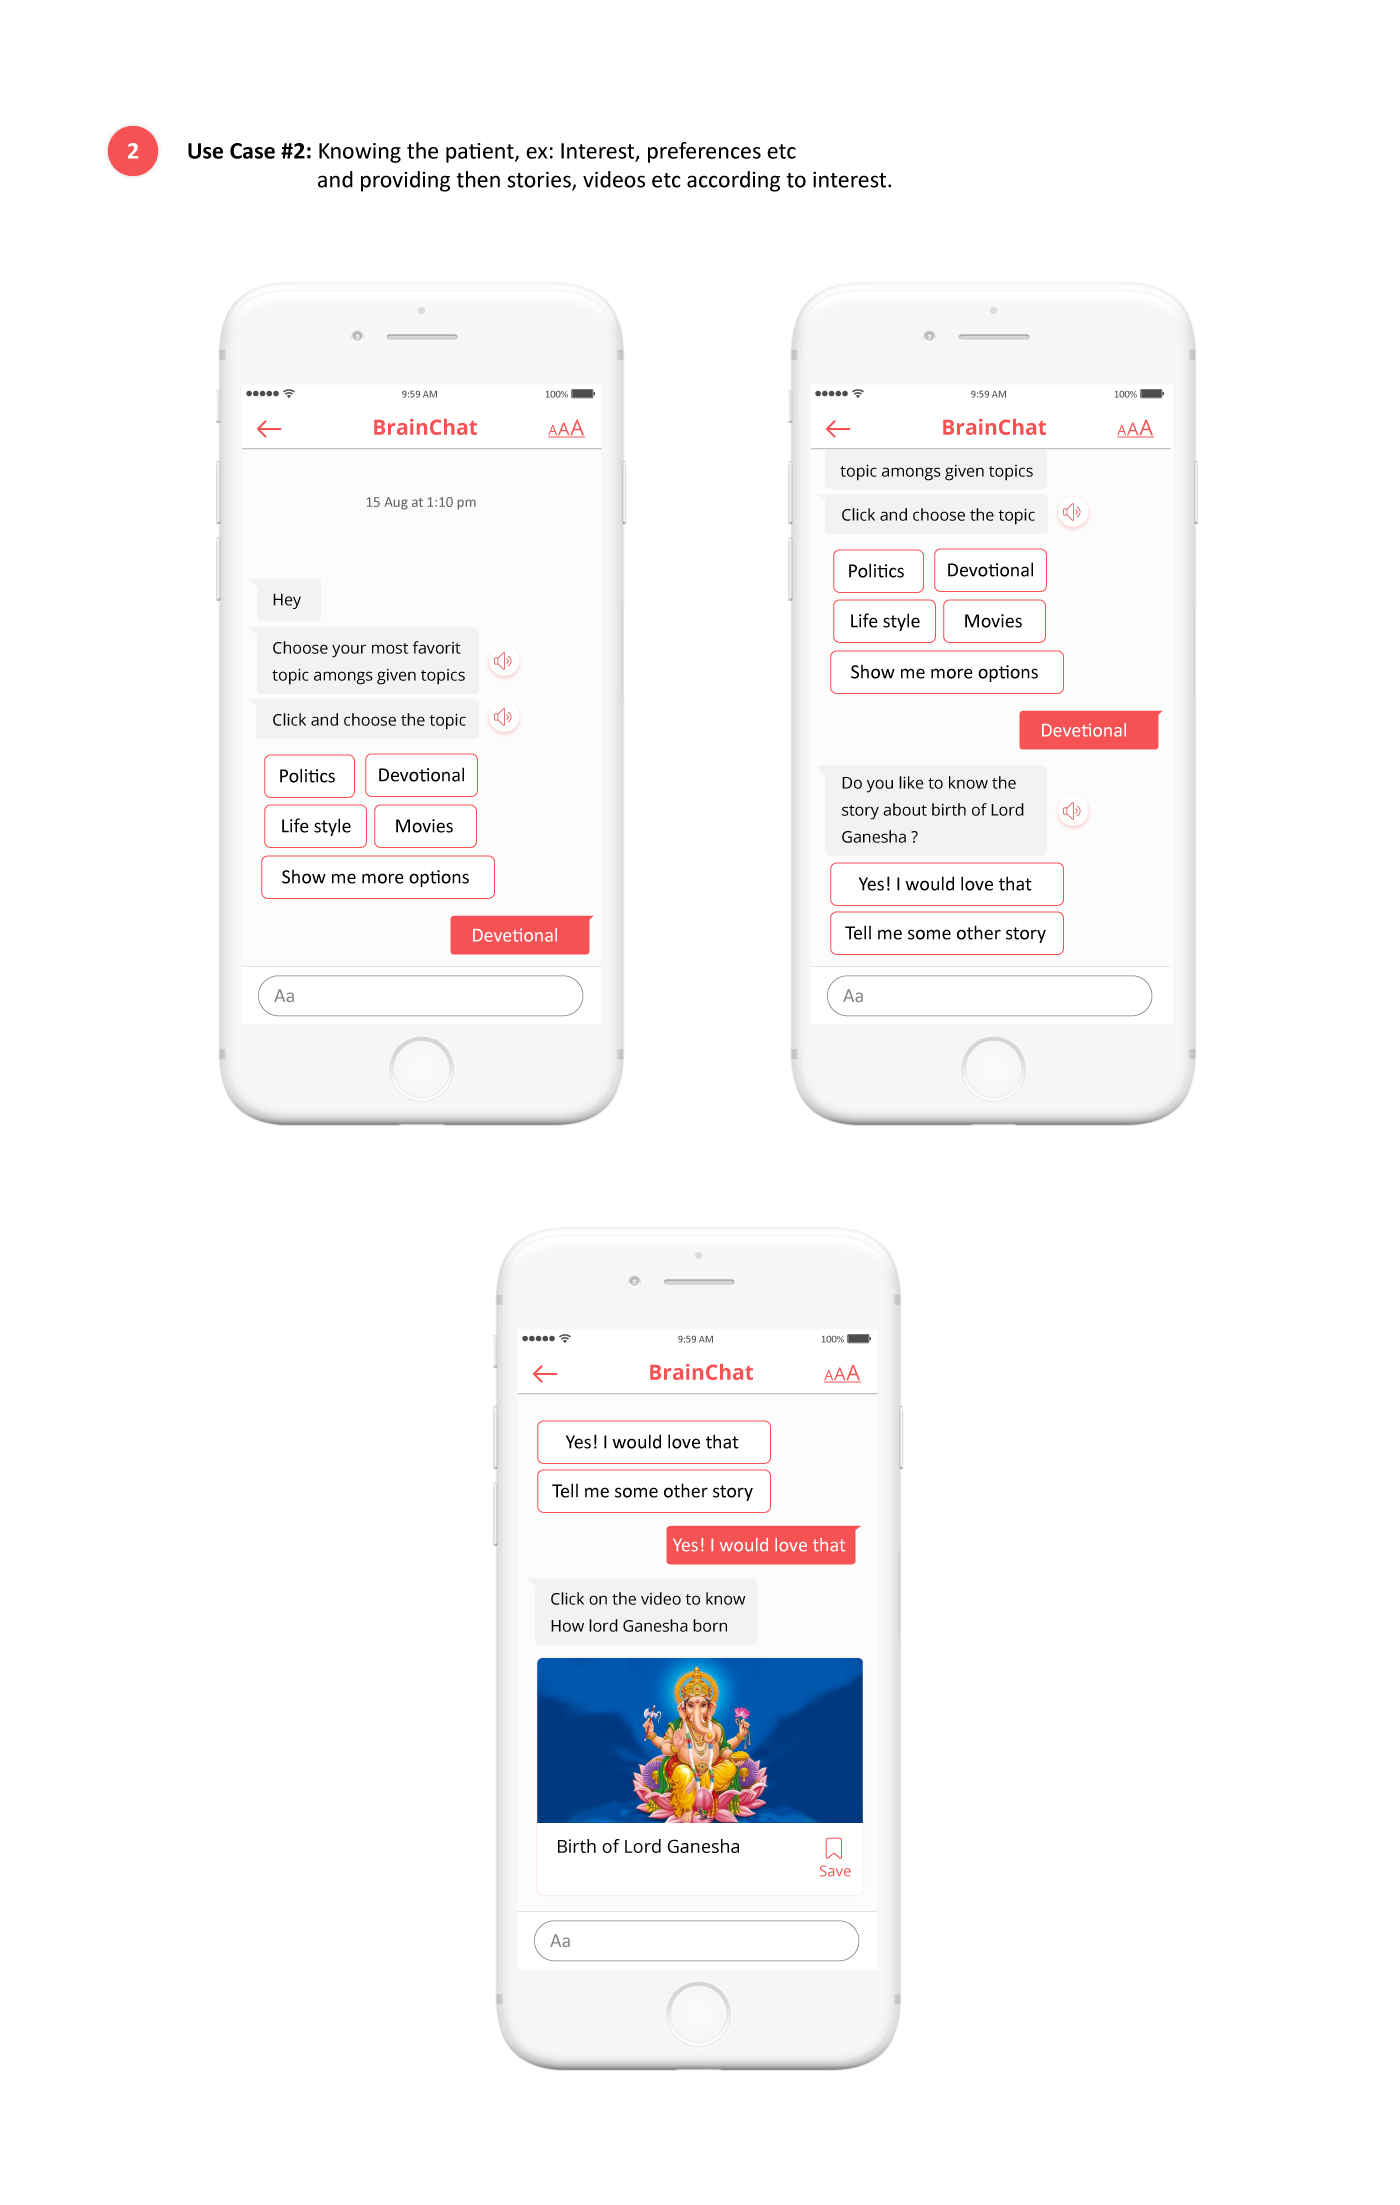 2
Use Case #2: Knowing the patient, ex: Interest, preferences etc
and providing then stories, videos etc according to interest.
9:59 AM
100%
BrainChat
AAA
15 Aug at 1:10 pm
Hey
Choose your most favorit
topic amongs given topics
Click and choose the topic
Politics
Devotional
Life style
Movies
Show me more options
Devetional
Aa
9:59 AM
100%
BrainChat
AAA
topic amongs given topics
Click and choose the topic
Politics
Devotional
Life style
Movies
Show me more options
Devetional
Do you like to know the
story about birth of Lord
Ganesha ?
Yes! I would love that
Tell me some other story
Aa
9:59 AM
100%
BrainChat
AAA
Yes! I would love that
Tell me some other story
Yes! I would love that
Click on the video to know
How lord Ganesha born
Birth of Lord Ganesha
Save
Aa